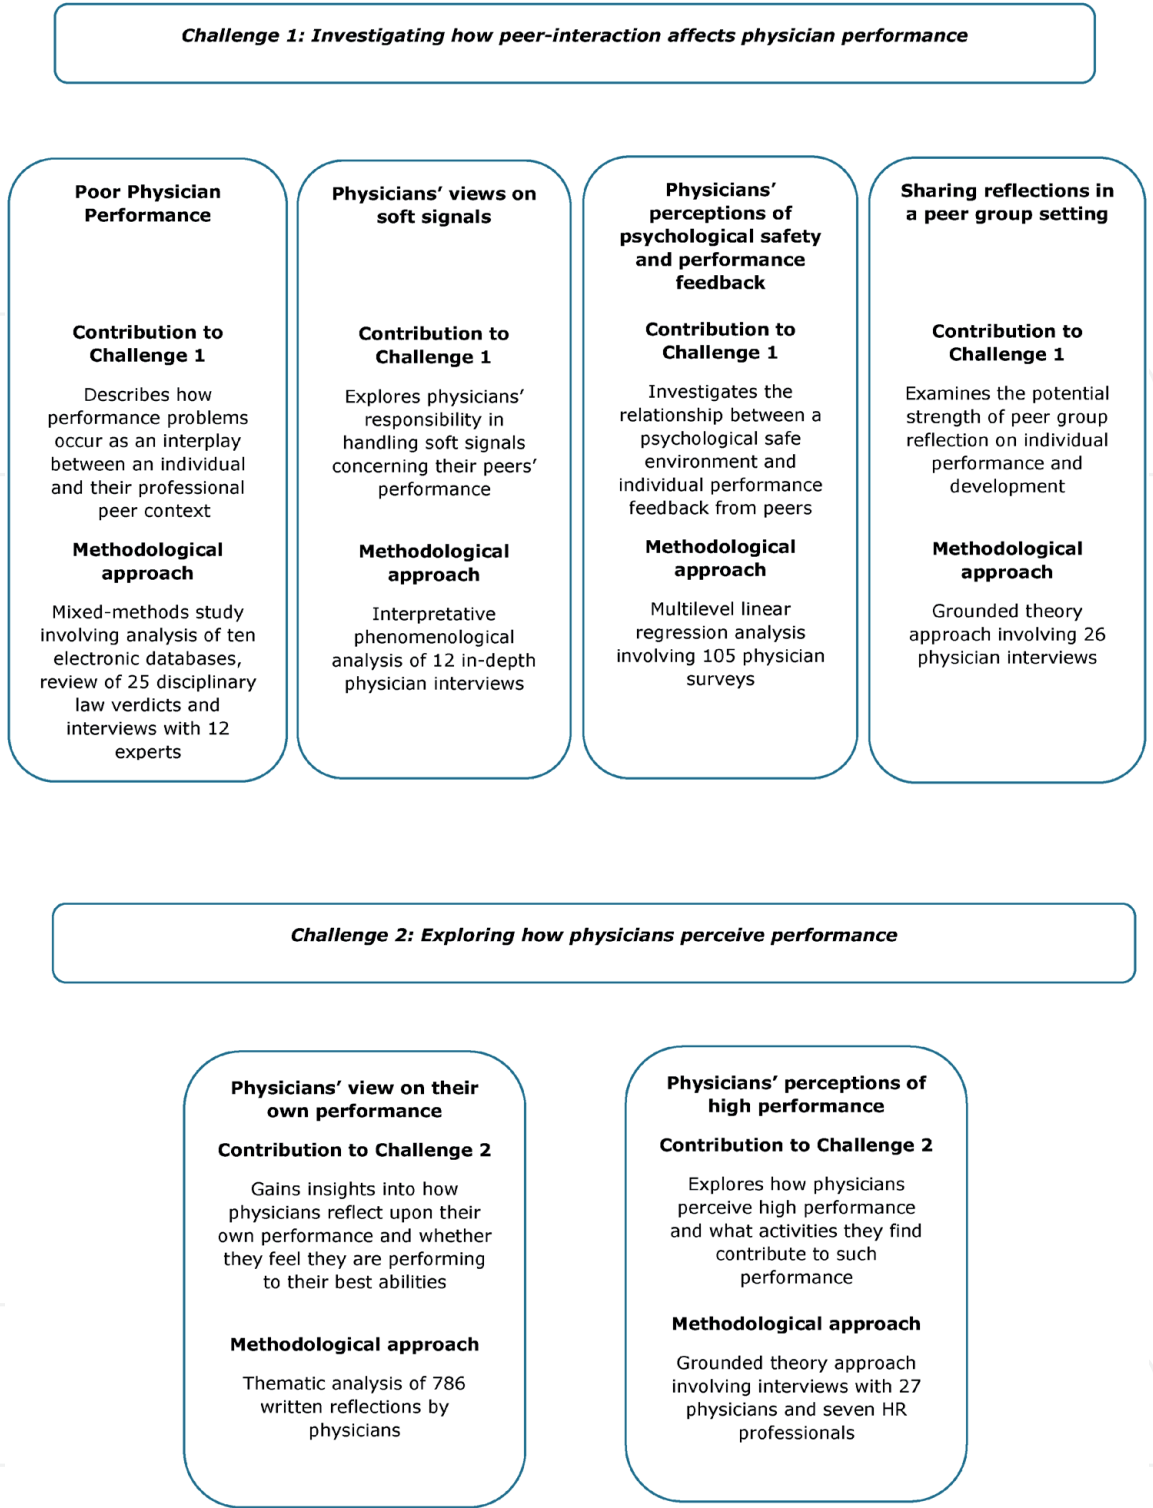 Challenge 1: Investigating how peer-interaction affects physician performance
Poor Physician
Performance
Contribution to
Challenge 1
Describes how
performance problems
occur as an interplay
between an individual
and their professional
peer context
Methodological
approach
Mixed-methods study
involving analysis of ten
electronic databases,
review of 25 disciplinary
law verdicts and
interviews with 12
experts
Physicians’ views on
soft signals
Contribution to
Challenge 1
Explores physicians’
responsibility in
handling soft signals
concerning their peers’
performance
Methodological
approach
Interpretative
phenomenological
analysis of 12 in-depth
physician interviews
Physicians’
perceptions of
psychological safety
and performance
feedback
Contribution to
Challenge 1
Investigates the
relationship between a
psychological safe
environment and
individual performance
feedback from peers
Methodological
approach
Multilevel linear
regression analysis
involving 105 physician
surveys
Sharing reflections in
a peer group setting
Contribution to
Challenge 1
Examines the potential
strength of peer group
reflection on individual
performance and
development
Methodological
approach
Grounded theory
approach involving 26
physician interviews
Challenge 2: Exploring how physicians perceive performance
Physicians’ view on their
own performance
Contribution to Challenge 2
Gains insights into how
physicians reflect upon their
own performance and whether
they feel they are performing
to their best abilities
Methodological approach
Thematic analysis of 786
written reflections by
physicians
Physicians’ perceptions of
high performance
Contribution to Challenge 2
Explores how physicians
perceive high performance
and what activities they find
contribute to such
performance
Methodological approach
Grounded theory approach
involving interviews with 27
physicians and seven HR
professionals